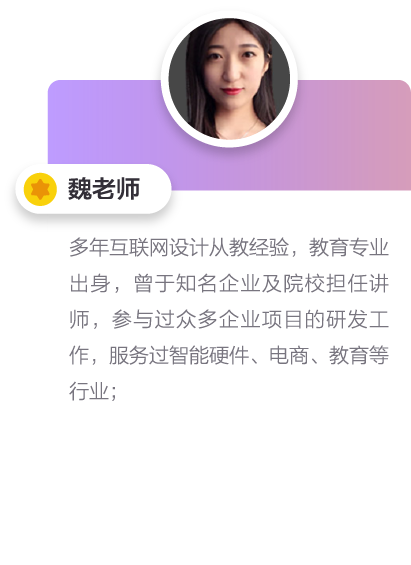 魏老师
多年互联网设计从教经验，教育专业
出身，曾于知名企业及院校担任讲
师，参与过众多企业项目的研发工
作，服务过智能硬件、电商、教育等
行业；